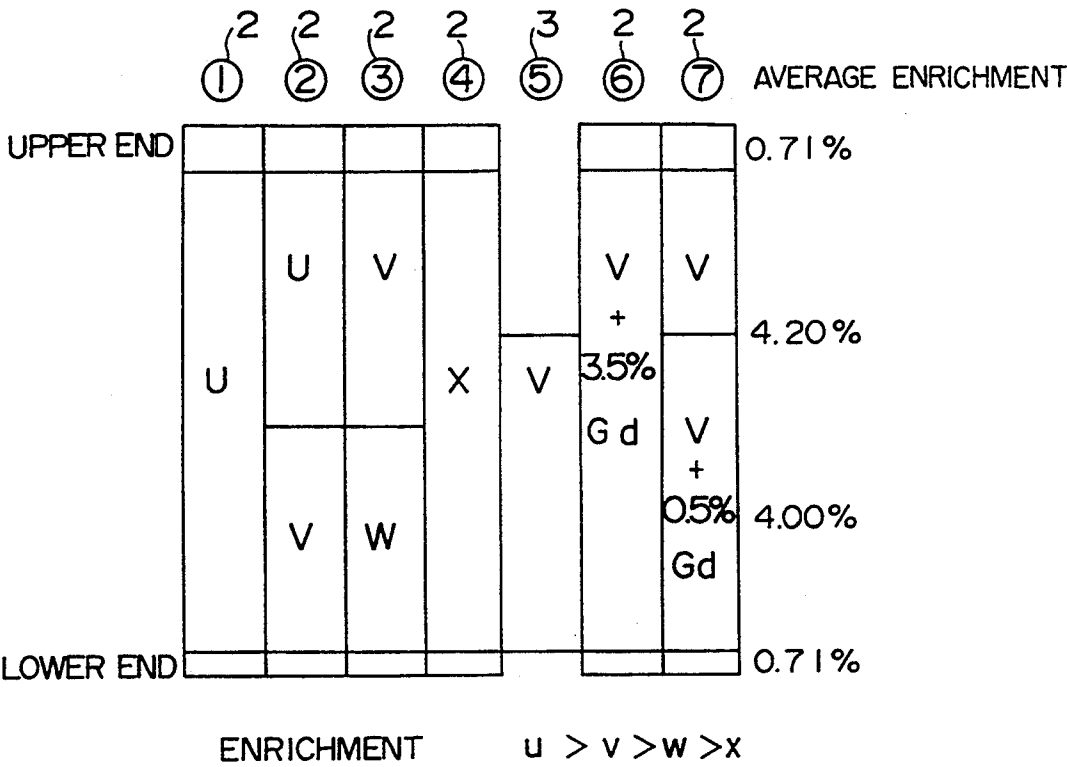 2 2 2 2 3 2 2
① ② ③ ④ ⑤ ⑥ ⑦ AVERAGE ENRICHMENT
UPPER END 0.71%
U V V V
+
4.20%
3.5%
U X V
Gd V
+
0.5% 4.00%
V W
Gd
LOWER END 0.71%
ENRICHMENT u > v > w > x